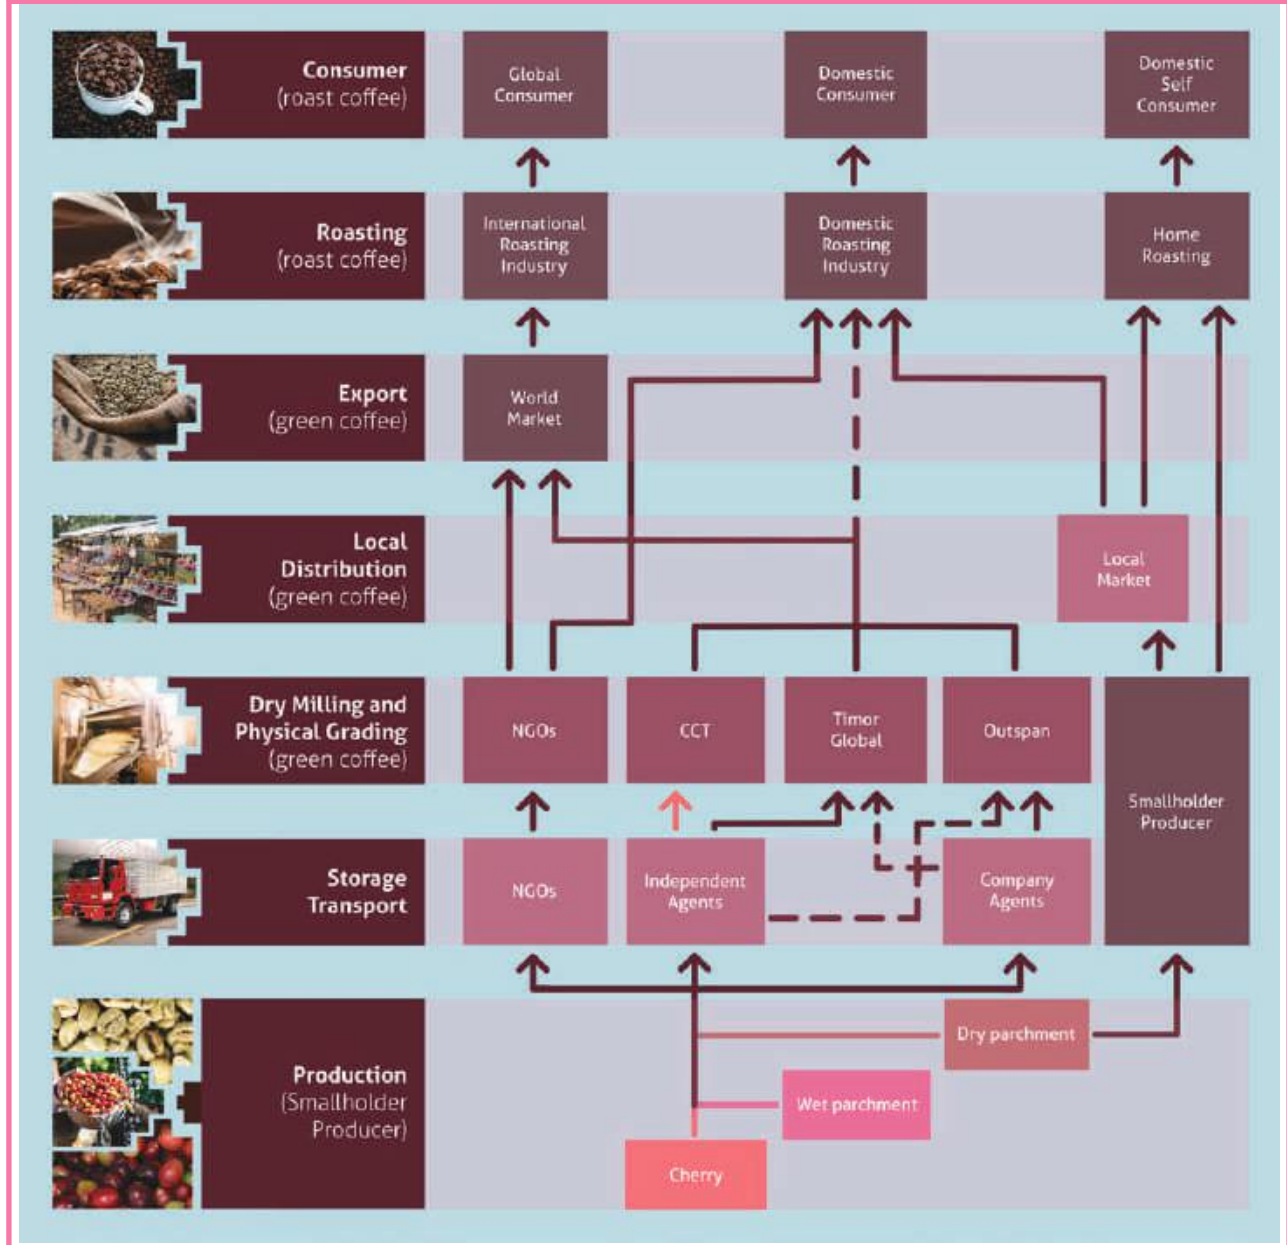 Consumer
(roast coffee)
Global
Consumer
Domestic
Consumer
Domestic
Self
Consumer
Roasting
(roast coffee)
International
Roasting
Industry
Domestic
Roasting
Industry
Home
Roasting
Export
(green coffee)
World
Market
Local
Distribution
(green coffee)
Local
Market
Dry Milling and
Physical Grading
(green coffee)
NGOs
CCT
Timor
Global
Outspan
Smallholder
Producer
Storage
Transport
NGOs
Independent
Agents
Company
Agents
Production
(Smallholder
Producer)
Dry parchment
Wet parchment
Cherry